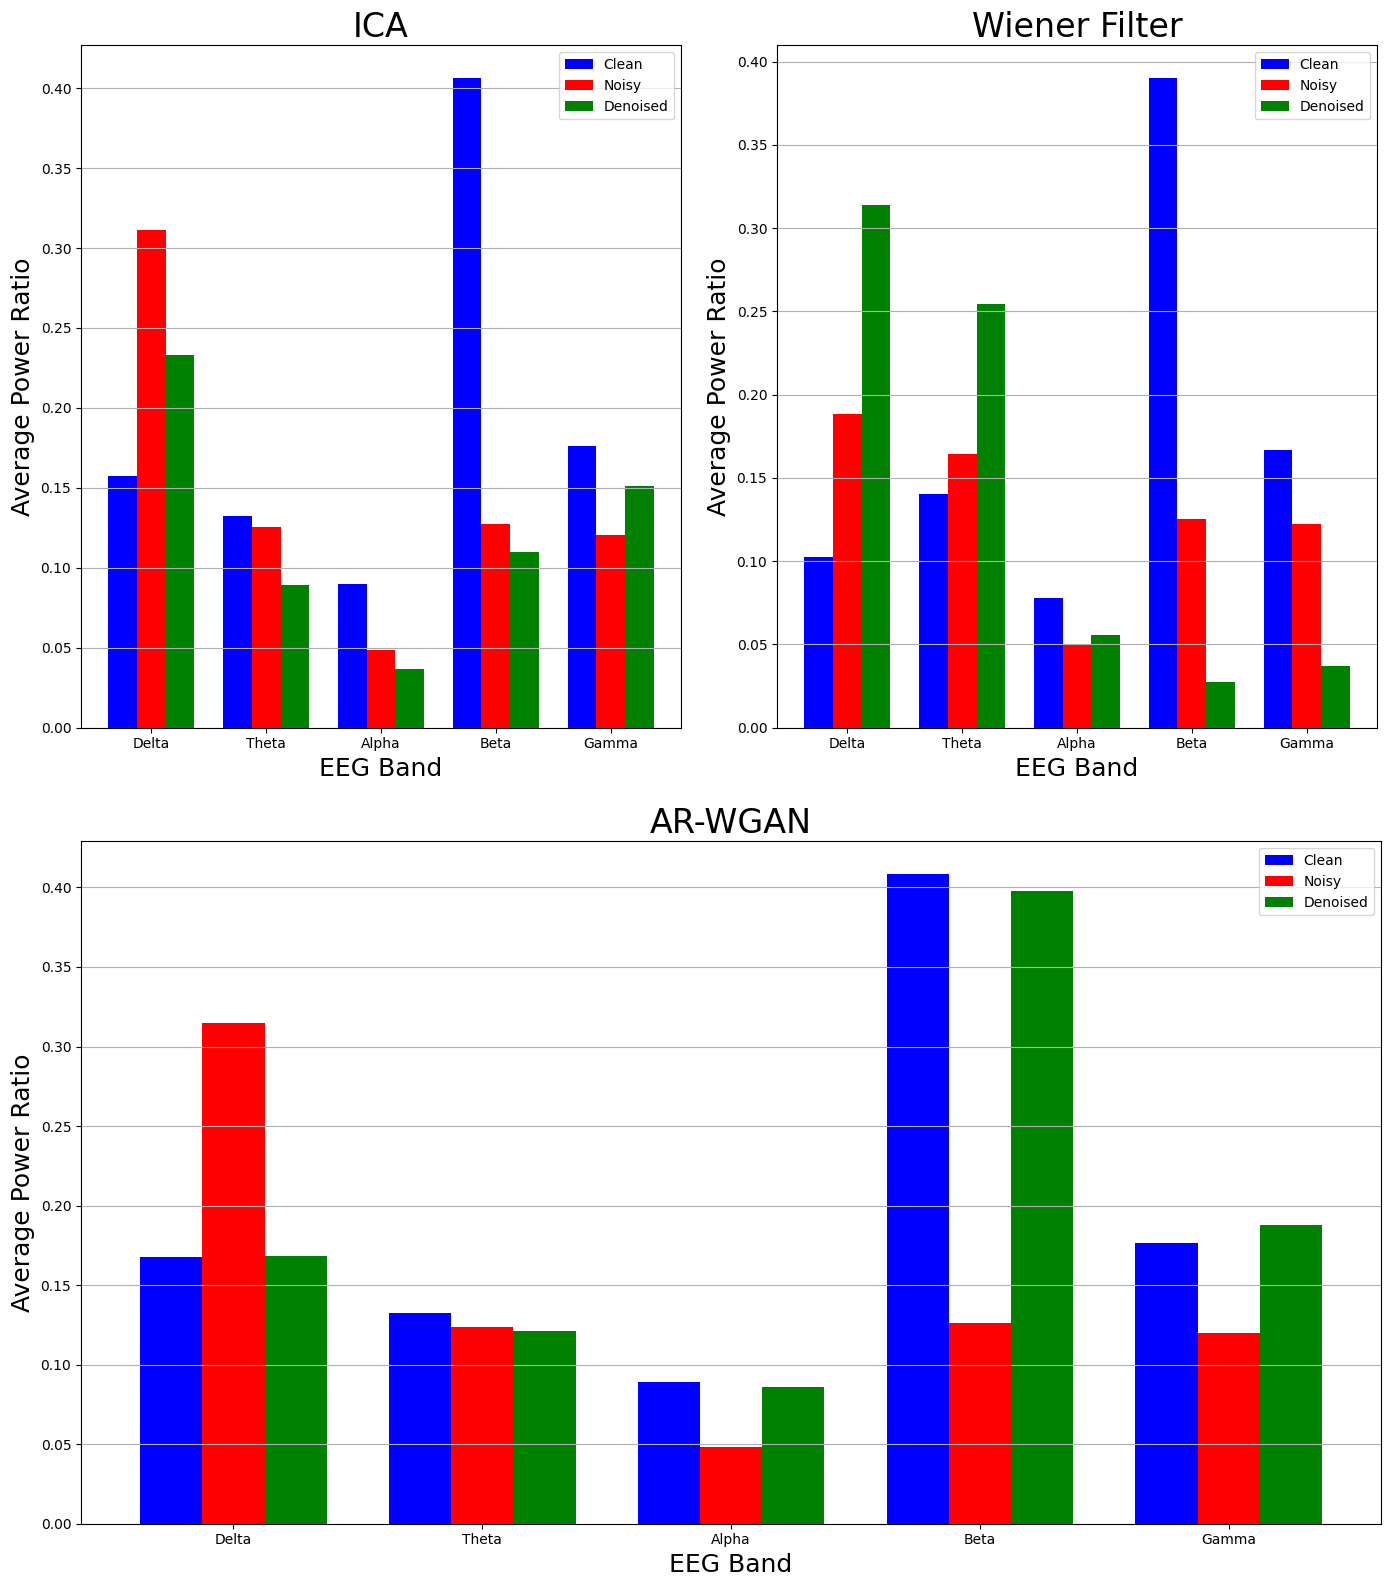 ICA
Average Power Ratio
0.40
0.35
0.30
0.25
0.20
0.15
0.10
0.05
0.00
Clean
Noisy
Denoised
Delta Theta Alpha Beta Gamma
EEG Band
Wiener Filter
Average Power Ratio
0.40
0.35
0.30
0.25
0.20
0.15
0.10
0.05
0.00
Clean
Noisy
Denoised
Delta Theta Alpha Beta Gamma
EEG Band
AR-WGAN
Average Power Ratio
0.40
0.35
0.30
0.25
0.20
0.15
0.10
0.05
0.00
Clean
Noisy
Denoised
Delta Theta Alpha Beta Gamma
EEG Band